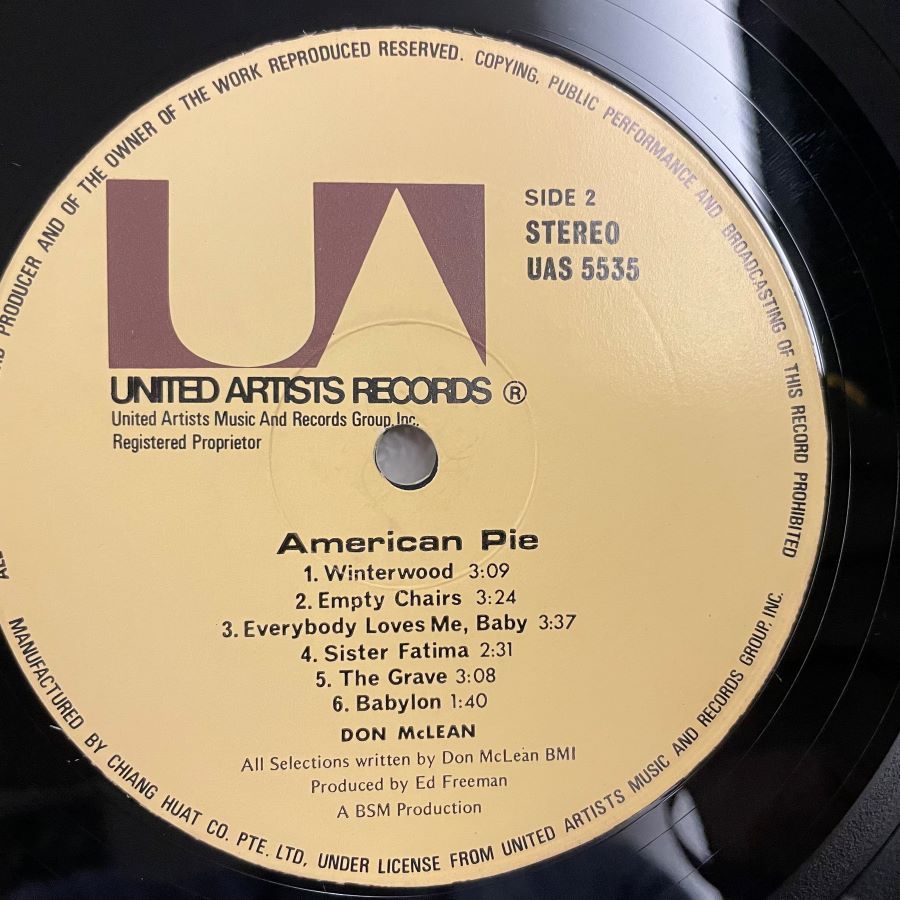 PRODUCER AND OF THE OWNER OF THE WORK REPRODUCED RESERVED. COPYING, PUBLIC PERFORMANCE AND BROADCASTING OF THIS RECORD PROHIBITED
UA
SIDE 2
STEREO
UAS 5535
UNITED ARTISTS RECORDS ®
United Artists Music And Records Group, Inc.
Registered Proprietor
American Pie
1. Winterwood 3:09
2. Empty Chairs 3:24
3. Everybody Loves Me, Baby 3:37
4. Sister Fatima 2:31
5. The Grave 3:08
6. Babylon 1:40
DON McLEAN
All Selections written by Don McLean BMI
Produced by Ed Freeman
A BSM Production
MANUFACTURED BY CHIANG HUAT CO. PTE. LTD, UNDER LICENSE FROM UNITED ARTISTS MUSIC AND RECORDS GROUP, INC.